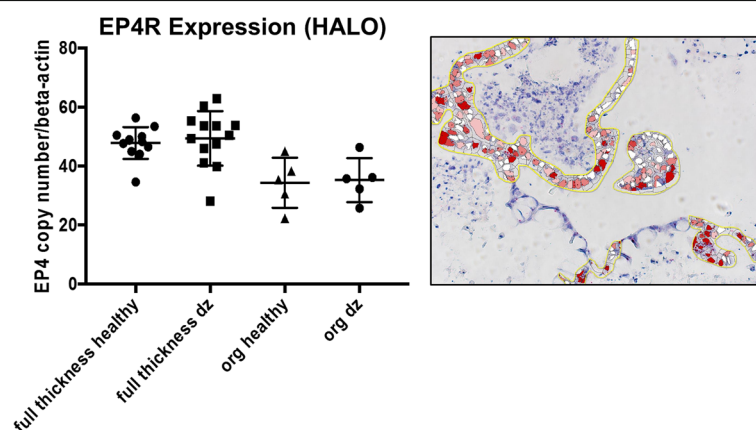 EP4R Expression (HALO)
EP4 copy number/beta-actin
80
60
40
20
0
full thickness healthy
full thickness dz
org healthy
org dz